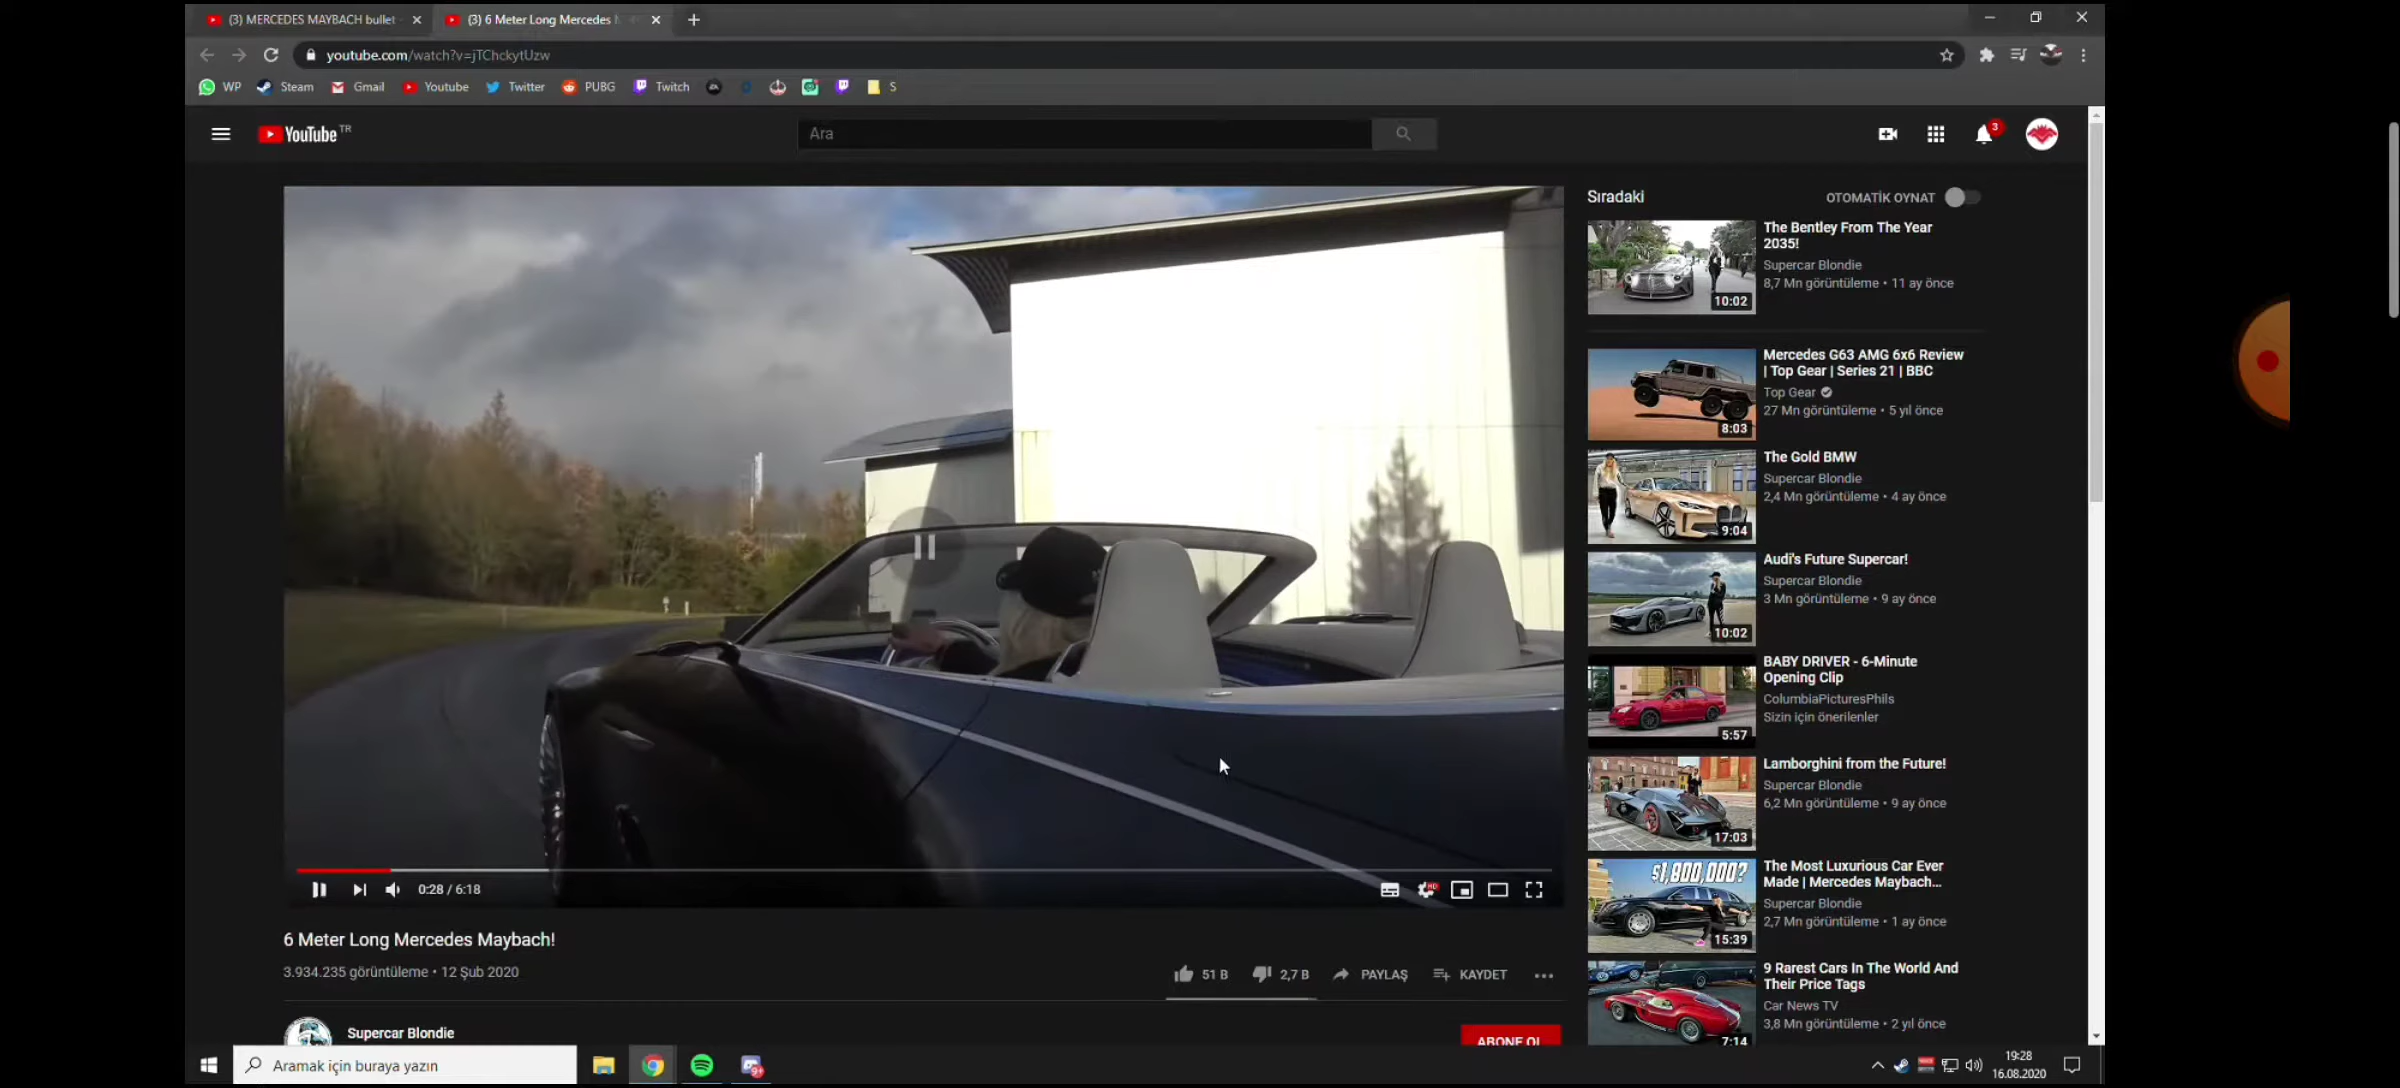 (3) MERCEDES MAYBACH bullet
(3) 6 Meter Long Mercedes M
youtube.com/watch?v=jTChckytUzw
WP Steam Gmail Youtube Twitter PUBG Twitch S
YouTube TR
Ara
3
Sıradaki
OTOMATİK OYNAT
The Bentley From The Year
2035!
Supercar Blondie
8,7 Mn görüntüleme • 11 ay önce
10:02
Mercedes G63 AMG 6x6 Review
| Top Gear | Series 21 | BBC
Top Gear
27 Mn görüntüleme • 5 yıl önce
8:03
The Gold BMW
Supercar Blondie
2,4 Mn görüntüleme • 4 ay önce
9:04
Audi's Future Supercar!
Supercar Blondie
3 Mn görüntüleme • 9 ay önce
10:02
BABY DRIVER - 6-Minute
Opening Clip
ColumbiaPicturesPhils
Sizin için önerilenler
5:57
Lamborghini from the Future!
Supercar Blondie
6,2 Mn görüntüleme • 9 ay önce
17:03
The Most Luxurious Car Ever
Made | Mercedes Maybach...
Supercar Blondie
2,7 Mn görüntüleme • 1 ay önce
$1,800,000?
15:39
9 Rarest Cars In The World And
Their Price Tags
Car News TV
3,8 Mn görüntüleme • 2 yıl önce
7:14
0:28 / 6:18
HD
6 Meter Long Mercedes Maybach!
3.934.235 görüntüleme • 12 Şub 2020
51 B 2,7 B PAYLAŞ KAYDET
Supercar Blondie
ABONE OL
Aramak için buraya yazın
9+
19:28
16.08.2020